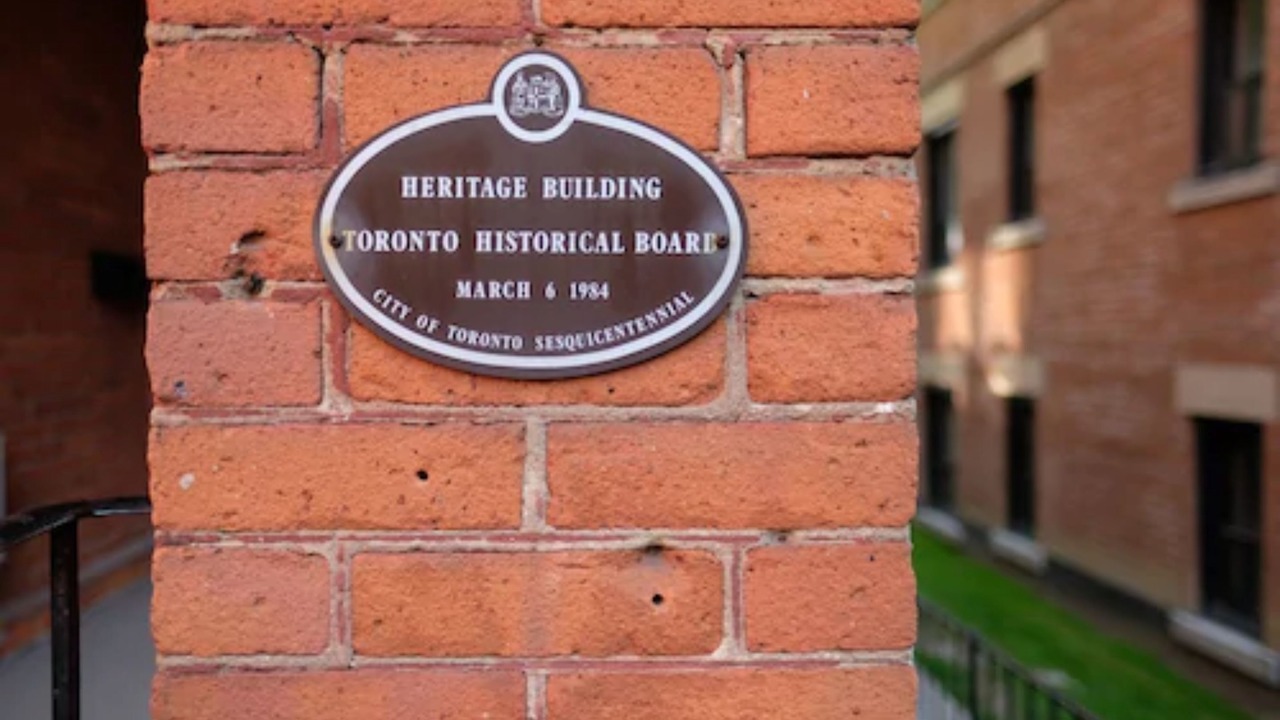 HERITAGE BUILDING
TORONTO HISTORICAL BOARD
MARCH 6 1984
CITY OF TORONTO SESQUICENTENNIAL